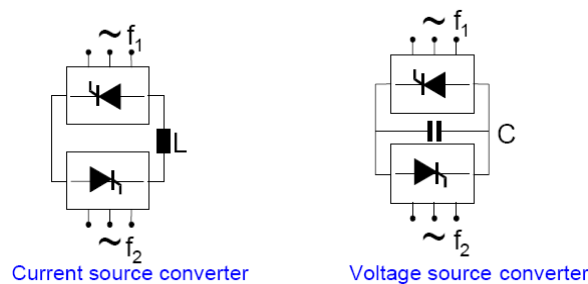 ~ f1
L
~ f2
Current source converter
~ f1
C
~ f2
Voltage source converter